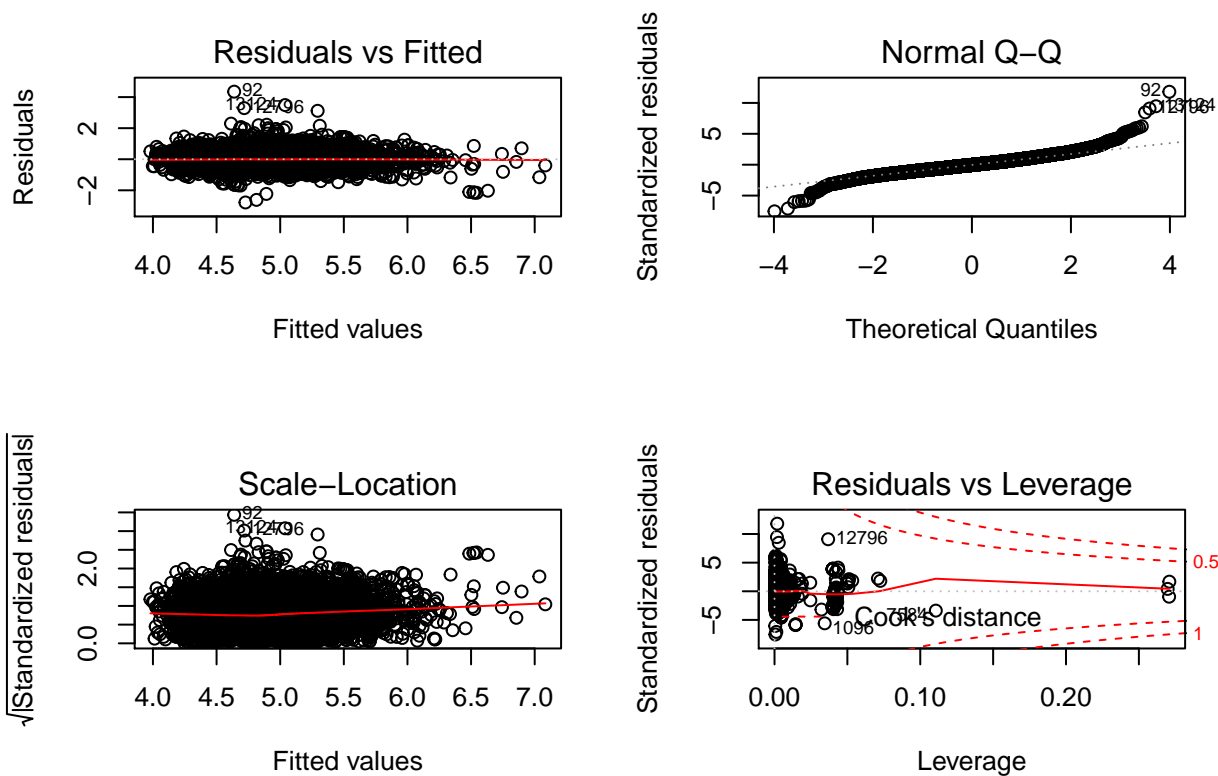 Residuals vs Fitted
Residuals
2
−2
92
13124
12796
4.0 4.5 5.0 5.5 6.0 6.5 7.0
Fitted values
Normal Q−Q
Standardized residuals
5
−5
92
13124
12796
−4 −2 0 2 4
Theoretical Quantiles
Scale−Location
√|Standardized residuals|
2.0
0.0
92
13124
12796
4.0 4.5 5.0 5.5 6.0 6.5 7.0
Fitted values
Residuals vs Leverage
Standardized residuals
5
−5
12796
1096
Cook's distance
0.5
1
0.00 0.10 0.20
Leverage